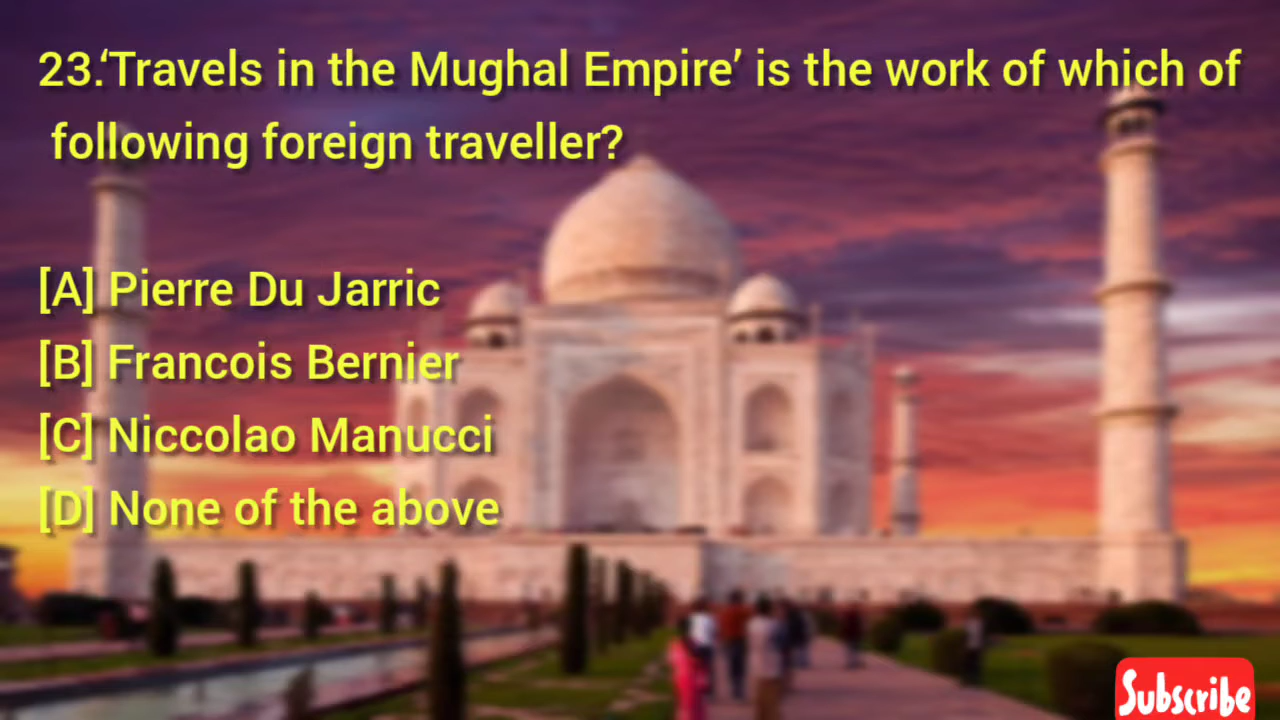 23.‘Travels in the Mughal Empire’ is the work of which of
following foreign traveller?
[A] Pierre Du Jarric
[B] Francois Bernier
[C] Niccolao Manucci
[D] None of the above
Subscribe